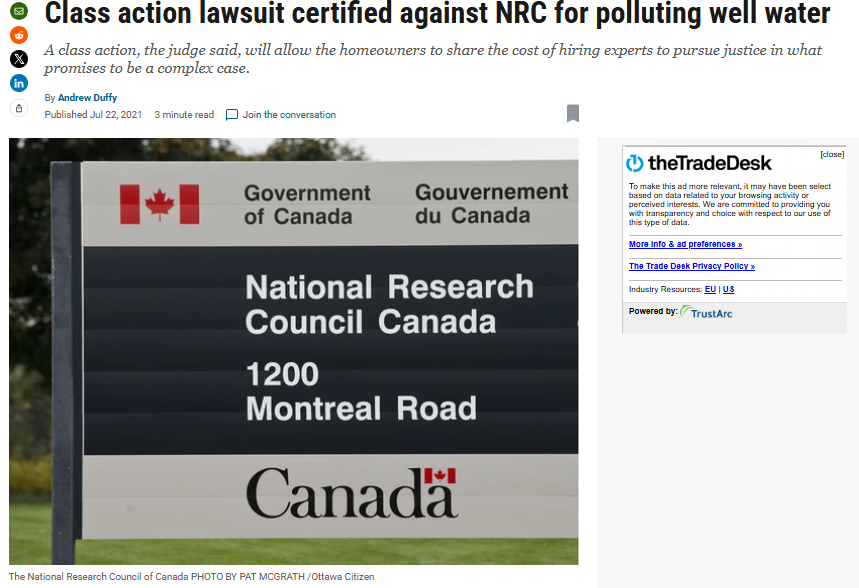 Class action lawsuit certified against NRC for polluting well water
A class action, the judge said, will allow the homeowners to share the cost of hiring experts to pursue justice in what
promises to be a complex case.
By Andrew Duffy
Published Jul 22, 2021 3 minute read Join the conversation
Government
of Canada
Gouvernement
du Canada
National Research
Council Canada
1200
Montreal Road
Canada
The National Research Council of Canada PHOTO BY PAT MCGRATH /Ottawa Citizen
[close]
theTradeDesk
To make this ad more relevant, it may have been select
based on data related to your browsing activity or
perceived interests. We are committed to providing you
with transparency and choice with respect to our use of
this type of data.
More info & ad preferences »
The Trade Desk Privacy Policy »
Industry Resources: EU | US
Powered by: TrustArc